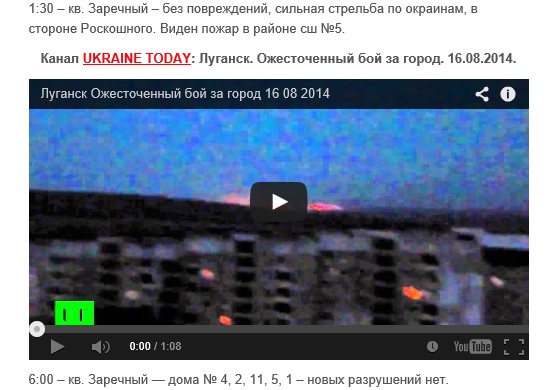 1:30 – кв. Заречный – без повреждений, сильная стрельба по окраинам, в
стороне Роскошного. Виден пожар в районе сш №5.
Канал UKRAINE TODAY: Луганск. Ожесточенный бой за город. 16.08.2014.
Луганск Ожесточенный бой за город 16 08 2014
0:00 / 1:08
YouTube
6:00 – кв. Заречный — дома № 4, 2, 11, 5, 1 – новых разрушений нет.